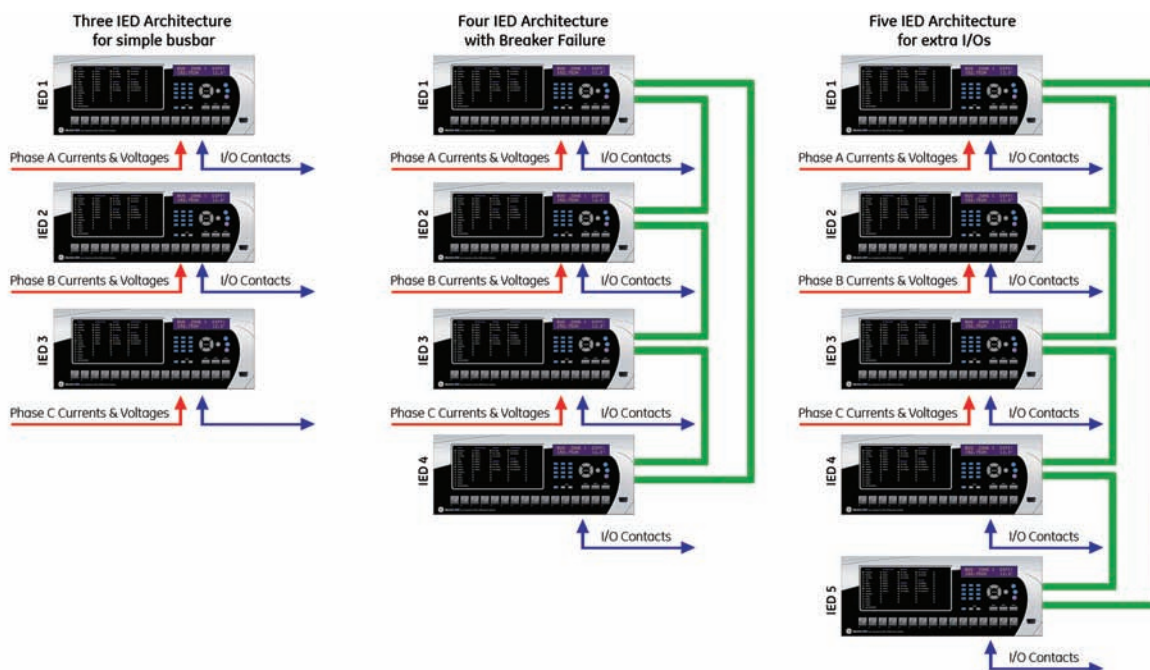 Three IED Architecture
for simple busbar
IED 1
Phase A Currents & Voltages
I/O Contacts
IED 2
Phase B Currents & Voltages
I/O Contacts
IED 3
Phase C Currents & Voltages
Four IED Architecture
with Breaker Failure
IED 1
Phase A Currents & Voltages
I/O Contacts
IED 2
Phase B Currents & Voltages
I/O Contacts
IED 3
Phase C Currents & Voltages
I/O Contacts
IED 4
I/O Contacts
Five IED Architecture
for extra I/Os
IED 1
Phase A Currents & Voltages
I/O Contacts
IED 2
Phase B Currents & Voltages
I/O Contacts
IED 3
Phase C Currents & Voltages
I/O Contacts
IED 4
I/O Contacts
IED 5
I/O Contacts